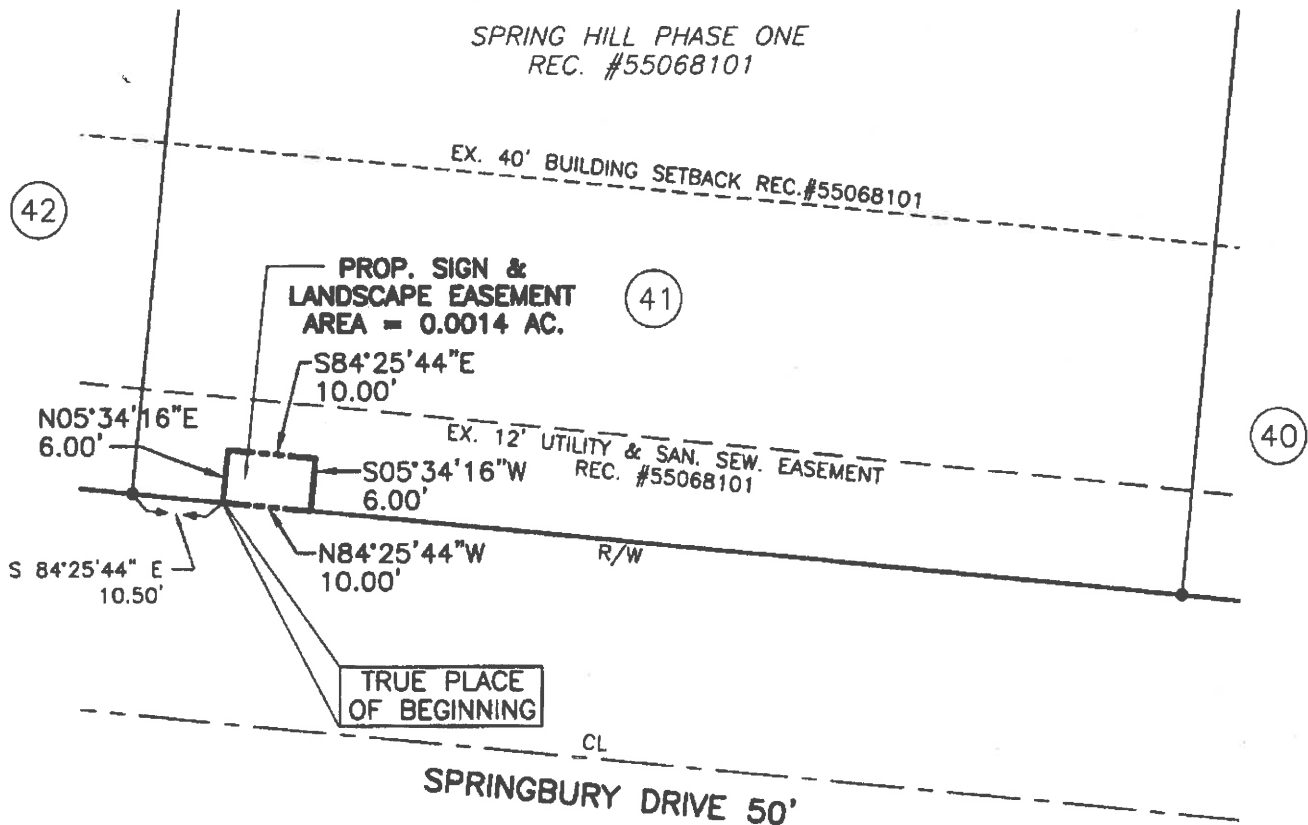 SPRING HILL PHASE ONE
REC. #55068101
EX. 40' BUILDING SETBACK REC.#55068101
42
PROP. SIGN &
LANDSCAPE EASEMENT
AREA = 0.0014 AC.
41
S84°25'44"E
10.00'
N05°34'16"E
6.00'
EX. 12' UTILITY & SAN. SEW. EASEMENT
REC. #55068101
40
S05°34'16"W
6.00'
N84°25'44"W
10.00'
R/W
S 84°25'44" E
10.50'
TRUE PLACE
OF BEGINNING
CL
SPRINGBURY DRIVE 50'